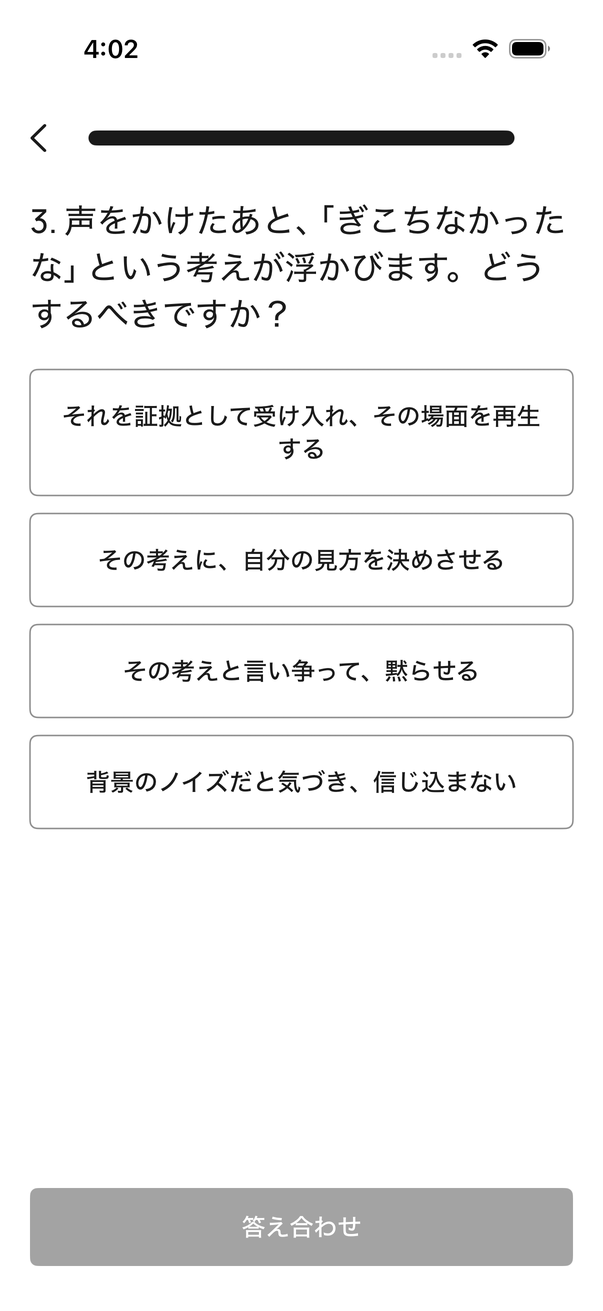 4:02
3. 声をかけたあと、「ぎこちなかった
な」という考えが浮かびます。どう
するべきですか？
それを証拠として受け入れ、その場面を再生
する
その考えに、自分の見方を決めさせる
その考えと言い争って、黙らせる
背景のノイズだと気づき、信じ込まない
答え合わせ